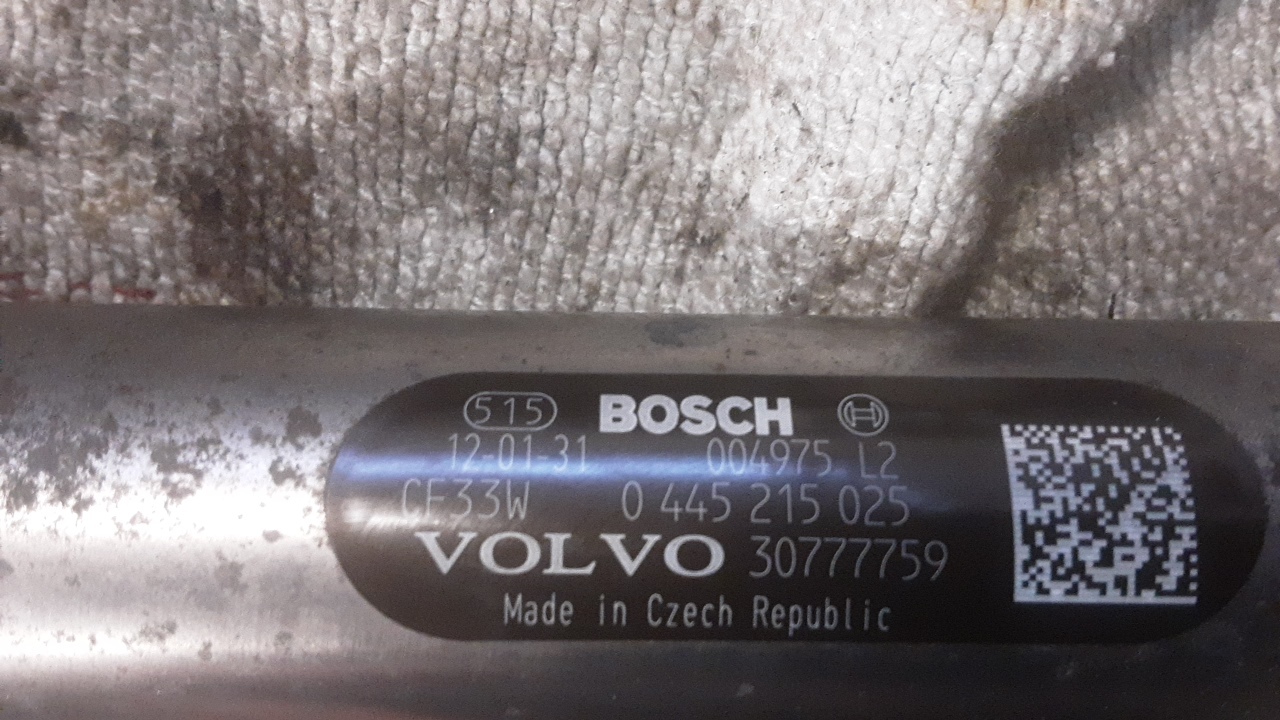 515 BOSCH
12-01-31 004975 L2
CF33W 0 445 215 025
VOLVO 30777759
Made in Czech Republic